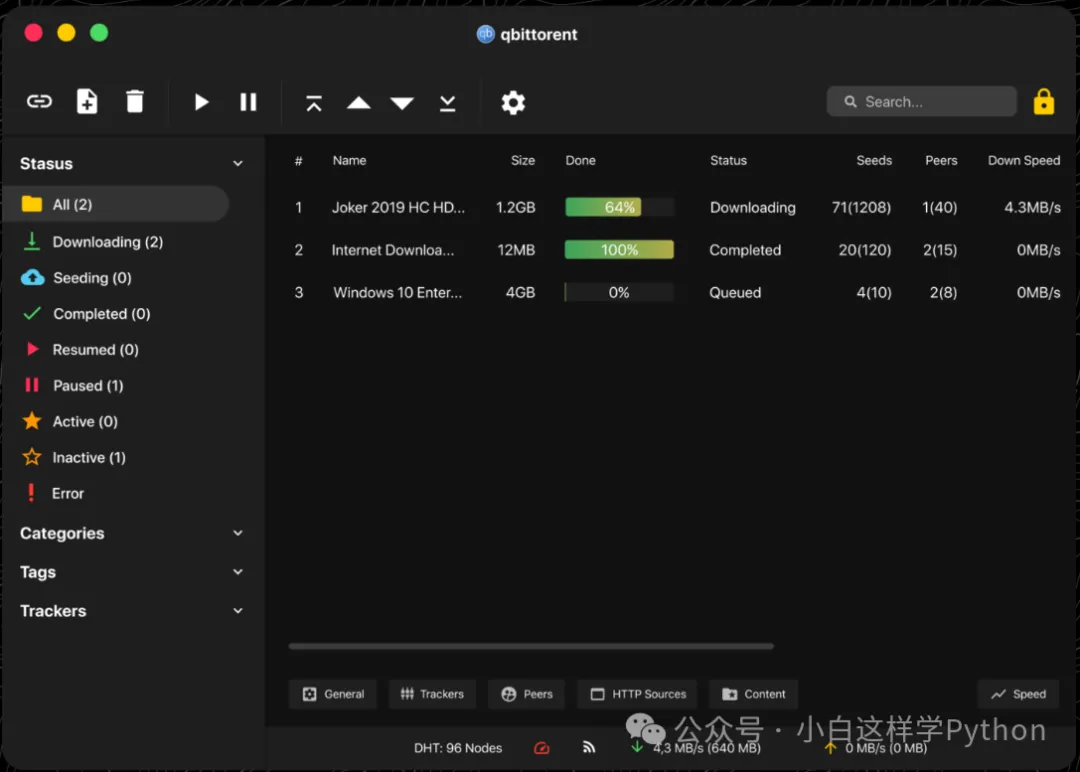 qb qbittorent
Search...
Stasus
All (2)
Downloading (2)
Seeding (0)
Completed (0)
Resumed (0)
Paused (1)
Active (0)
Inactive (1)
Error
Categories
Tags
Trackers
# Name Size Done Status Seeds Peers Down Speed
1 Joker 2019 HC HD... 1.2GB 64% Downloading 71(1208) 1(40) 4.3MB/s
2 Internet Downloa... 12MB 100% Completed 20(120) 2(15) 0MB/s
3 Windows 10 Enter... 4GB 0% Queued 4(10) 2(8) 0MB/s
General Trackers Peers HTTP Sources Content Speed
公众号 · 小白这样学Python
DHT: 96 Nodes 4,3 MB/s (640 MB) 0 MB/s (0 MB)